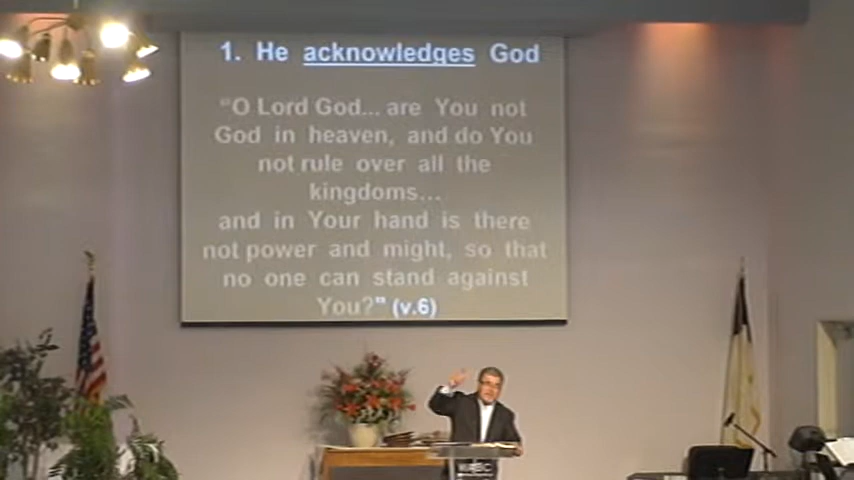 1. He acknowledges God
“O Lord God... are You not
God in heaven, and do You
not rule over all the
kingdoms...
and in Your hand is there
not power and might, so that
no one can stand against
You?” (v.6)